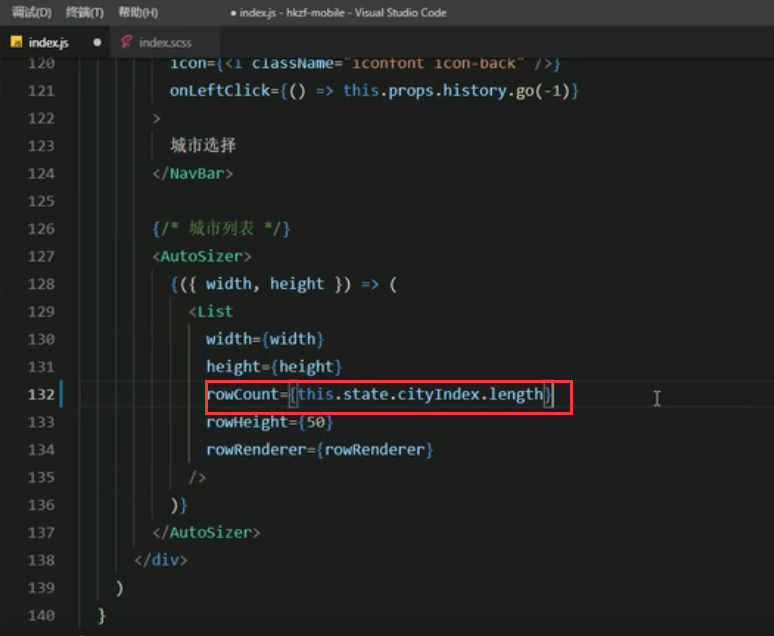 调试(D) 终端(T) 帮助(H) ● index.js - hkzf-mobile - Visual Studio Code
JS index.js ● index.scss
120 icon={<i className="iconfont icon-back" />}
121 onLeftClick={() => this.props.history.go(-1)}
122 >
123 城市选择
124 </NavBar>
125
126 {/* 城市列表 */}
127 <AutoSizer>
128 {({ width, height }) => (
129 <List
130 width={width}
131 height={height}
132 rowCount={this.state.cityIndex.length}
133 rowHeight={50}
134 rowRenderer={rowRenderer}
135 />
136 )}
137 </AutoSizer>
138 </div>
139 )
140 }